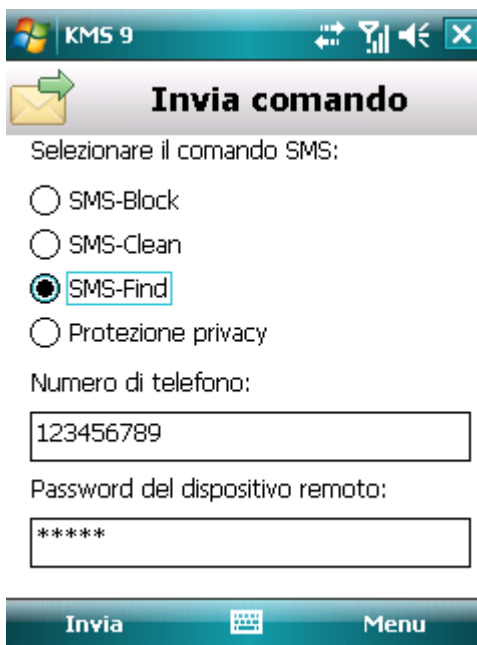 KMS 9
Invia comando
Selezionare il comando SMS:
SMS-Block
SMS-Clean
SMS-Find
Protezione privacy
Numero di telefono:
123456789
Password del dispositivo remoto:
*****
Invia
Menu